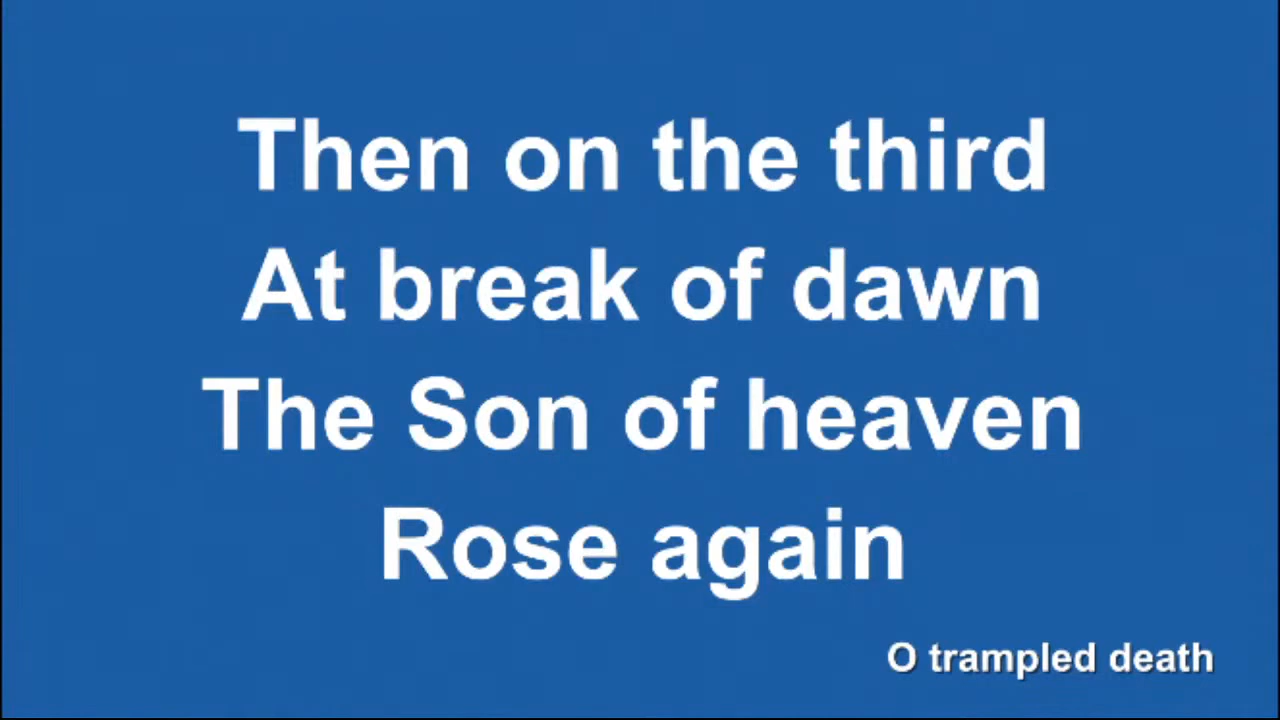 Then on the third
At break of dawn
The Son of heaven
Rose again
O trampled death